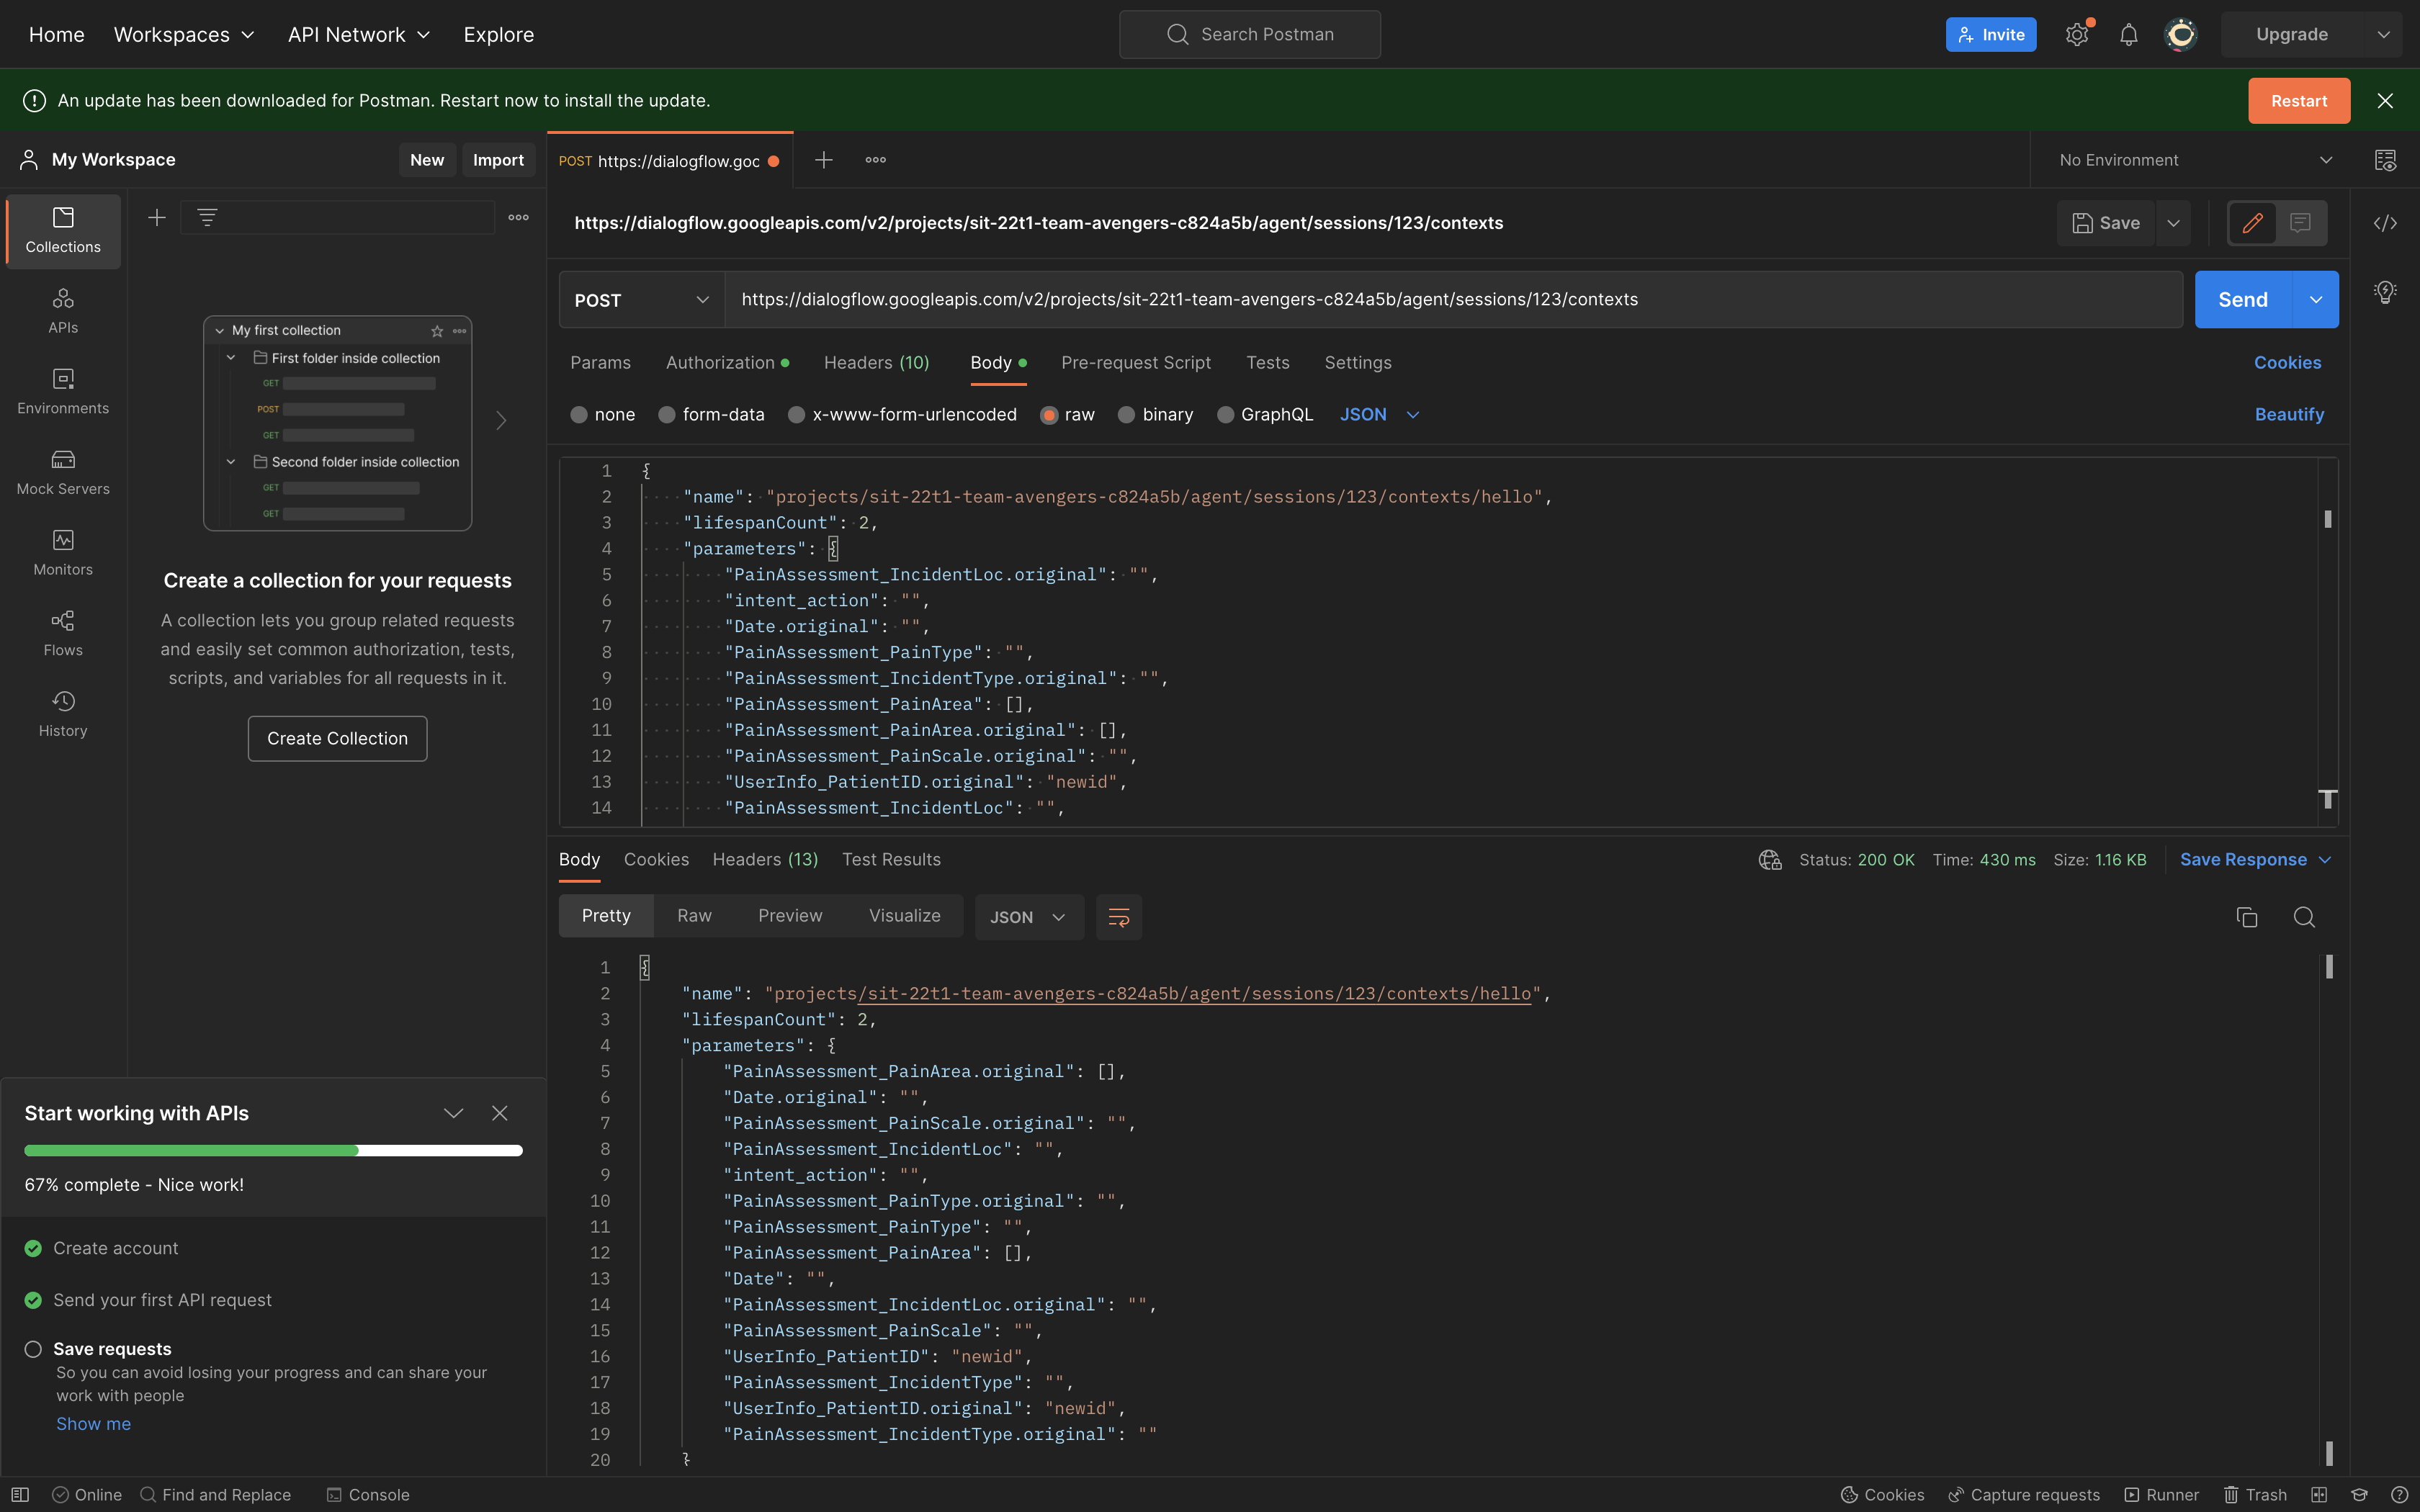 Home Workspaces API Network Explore Search Postman Invite Upgrade
An update has been downloaded for Postman. Restart now to install the update. Restart
My Workspace New Import POST https://dialogflow.goc No Environment
Collections
APIs
Environments
Mock Servers
Monitors
Flows
History
My first collection
First folder inside collection
GET
POST
GET
Second folder inside collection
GET
GET
Create a collection for your requests
A collection lets you group related requests
and easily set common authorization, tests,
scripts, and variables for all requests in it.
Create Collection
Start working with APIs
67% complete - Nice work!
Create account
Send your first API request
Save requests
So you can avoid losing your progress and can share your
work with people
Show me
https://dialogflow.googleapis.com/v2/projects/sit-22t1-team-avengers-c824a5b/agent/sessions/123/contexts Save
POST https://dialogflow.googleapis.com/v2/projects/sit-22t1-team-avengers-c824a5b/agent/sessions/123/contexts Send
Params Authorization Headers (10) Body Pre-request Script Tests Settings Cookies
none form-data x-www-form-urlencoded raw binary GraphQL JSON Beautify
1 {
2 "name": "projects/sit-22t1-team-avengers-c824a5b/agent/sessions/123/contexts/hello",
3 "lifespanCount": 2,
4 "parameters": {
5 "PainAssessment_IncidentLoc.original": "",
6 "intent_action": "",
7 "Date.original": "",
8 "PainAssessment_PainType": "",
9 "PainAssessment_IncidentType.original": "",
10 "PainAssessment_PainArea": [],
11 "PainAssessment_PainArea.original": [],
12 "PainAssessment_PainScale.original": "",
13 "UserInfo_PatientID.original": "newid",
14 "PainAssessment_IncidentLoc": "",
Body Cookies Headers (13) Test Results Status: 200 OK Time: 430 ms Size: 1.16 KB Save Response
Pretty Raw Preview Visualize JSON
1 {
2 "name": "projects/sit-22t1-team-avengers-c824a5b/agent/sessions/123/contexts/hello",
3 "lifespanCount": 2,
4 "parameters": {
5 "PainAssessment_PainArea.original": [],
6 "Date.original": "",
7 "PainAssessment_PainScale.original": "",
8 "PainAssessment_IncidentLoc": "",
9 "intent_action": "",
10 "PainAssessment_PainType.original": "",
11 "PainAssessment_PainType": "",
12 "PainAssessment_PainArea": [],
13 "Date": "",
14 "PainAssessment_IncidentLoc.original": "",
15 "PainAssessment_PainScale": "",
16 "UserInfo_PatientID": "newid",
17 "PainAssessment_IncidentType": "",
18 "UserInfo_PatientID.original": "newid",
19 "PainAssessment_IncidentType.original": ""
20 }
Online Find and Replace Console Cookies Capture requests Runner Trash